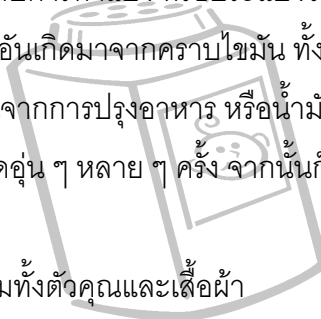 อันเกิดมาจากคราบไขมัน ทั้ง
จากการปรุงอาหาร หรือน้ำมั
อุ่น ๆ หลาย ๆ ครั้ง จากนั้นก็
ทั้งตัวคุณและเสื้อผ้า